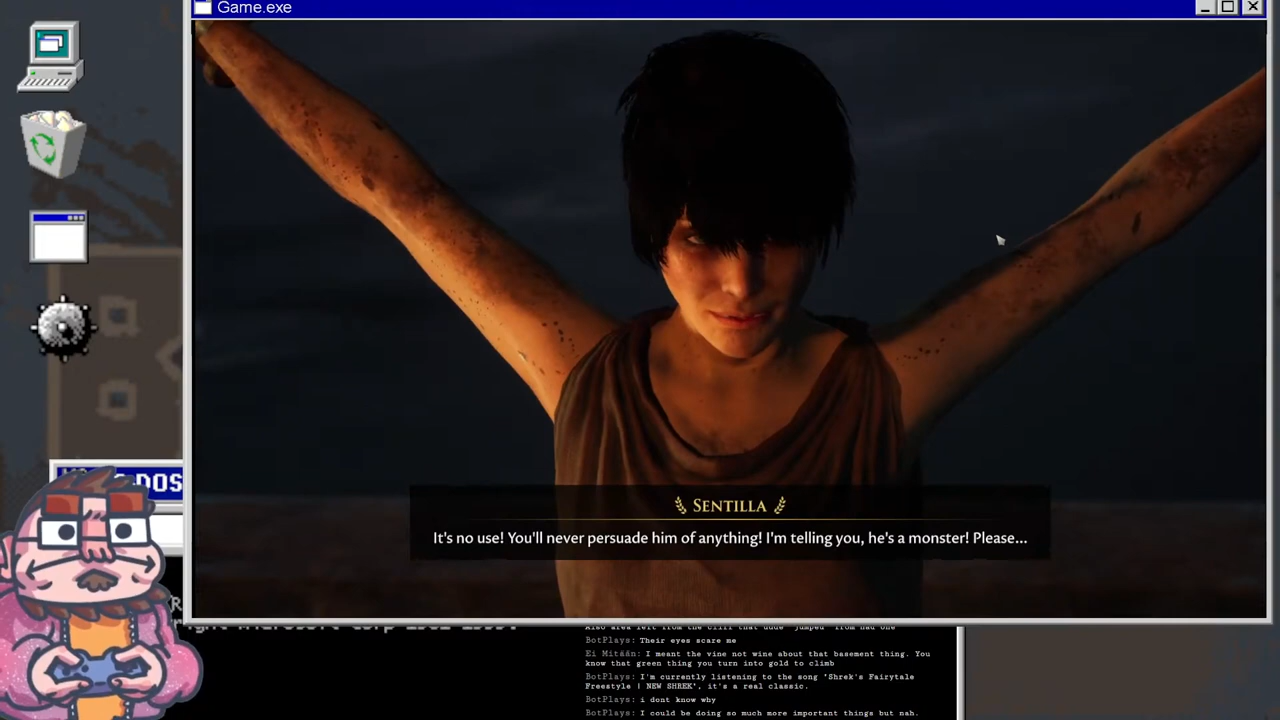 Game.exe
SENTILLA
It's no use! You'll never persuade him of anything! I'm telling you, he's a monster! Please...
DOS
BotPlays: Their eyes scare me
Ei Mitään: I meant the vine not wine about that basement thing. You
know that green thing you turn into gold to climb
BotPlays: I'm currently listening to the song "Shrek's Fairytale
Freestyle | NEW SHREK", it's a real classic.
BotPlays: i dont know why
BotPlays: I could be doing so much more important things but nah.